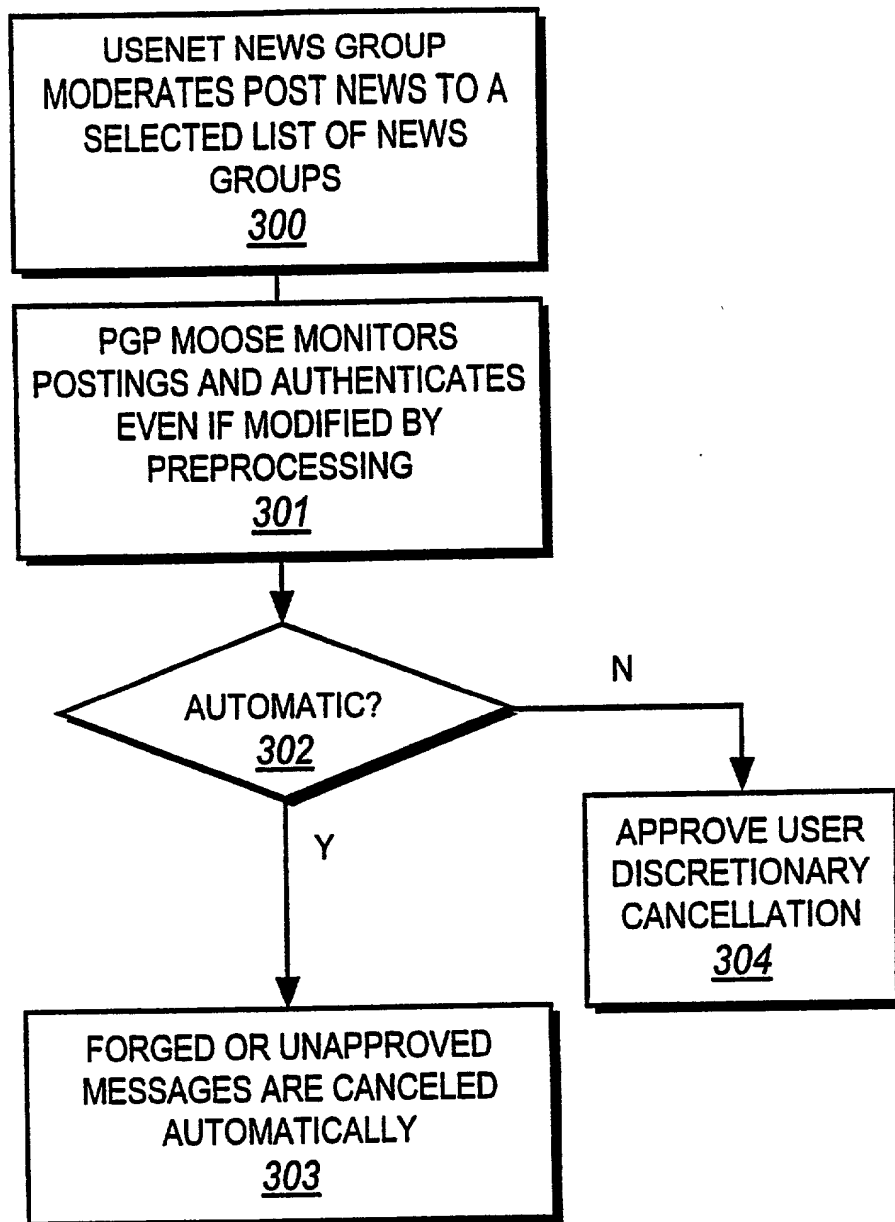 USENET NEWS GROUP
MODERATES POST NEWS TO A
SELECTED LIST OF NEWS
GROUPS
300
PGP MOOSE MONITORS
POSTINGS AND AUTHENTICATES
EVEN IF MODIFIED BY
PREPROCESSING
301
AUTOMATIC?
302
N
Y
APPROVE USER
DISCRETIONARY
CANCELLATION
304
FORGED OR UNAPPROVED
MESSAGES ARE CANCELED
AUTOMATICALLY
303